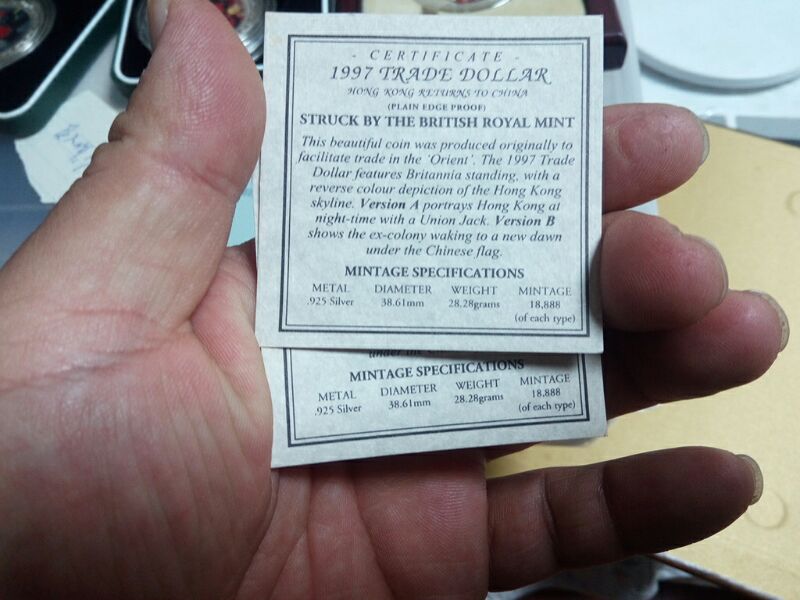 - CERTIFICATE -
1997 TRADE DOLLAR
HONG KONG RETURNS TO CHINA
(PLAIN EDGE PROOF)
STRUCK BY THE BRITISH ROYAL MINT
This beautiful coin was produced originally to
facilitate trade in the 'Orient'. The 1997 Trade
Dollar features Britannia standing, with a
reverse colour depiction of the Hong Kong
skyline. Version A portrays Hong Kong at
night-time with a Union Jack. Version B
shows the ex-colony waking to a new dawn
under the Chinese flag.
MINTAGE SPECIFICATIONS
METAL DIAMETER WEIGHT MINTAGE
.925 Silver 38.61mm 28.28grams 18,888
(of each type)
under the
MINTAGE SPECIFICATIONS
METAL DIAMETER WEIGHT MINTAGE
.925 Silver 38.61mm 28.28grams 18,888
(of each type)